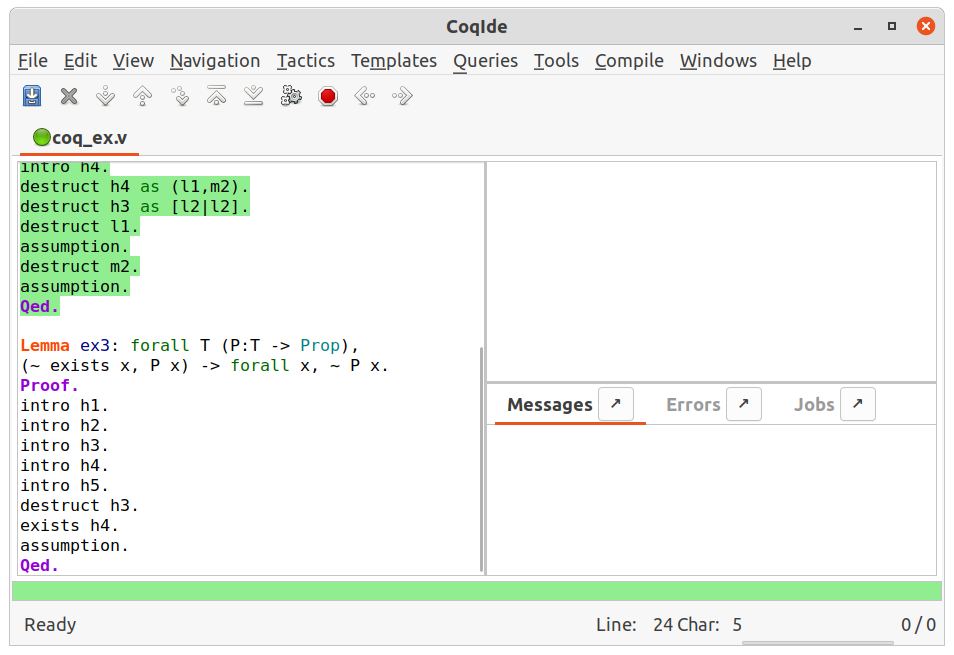 CoqIde
File Edit View Navigation Tactics Templates Queries Tools Compile Windows Help
coq_ex.v
intro h4.
destruct h4 as (l1,m2).
destruct h3 as [l2|l2].
destruct l1.
assumption.
destruct m2.
assumption.
Qed.
Lemma ex3: forall T (P:T -> Prop),
(~ exists x, P x) -> forall x, ~ P x.
Proof.
intro h1.
intro h2.
intro h3.
intro h4.
intro h5.
destruct h3.
exists h4.
assumption.
Qed.
Messages Errors Jobs
Ready Line: 24 Char: 5 0 / 0